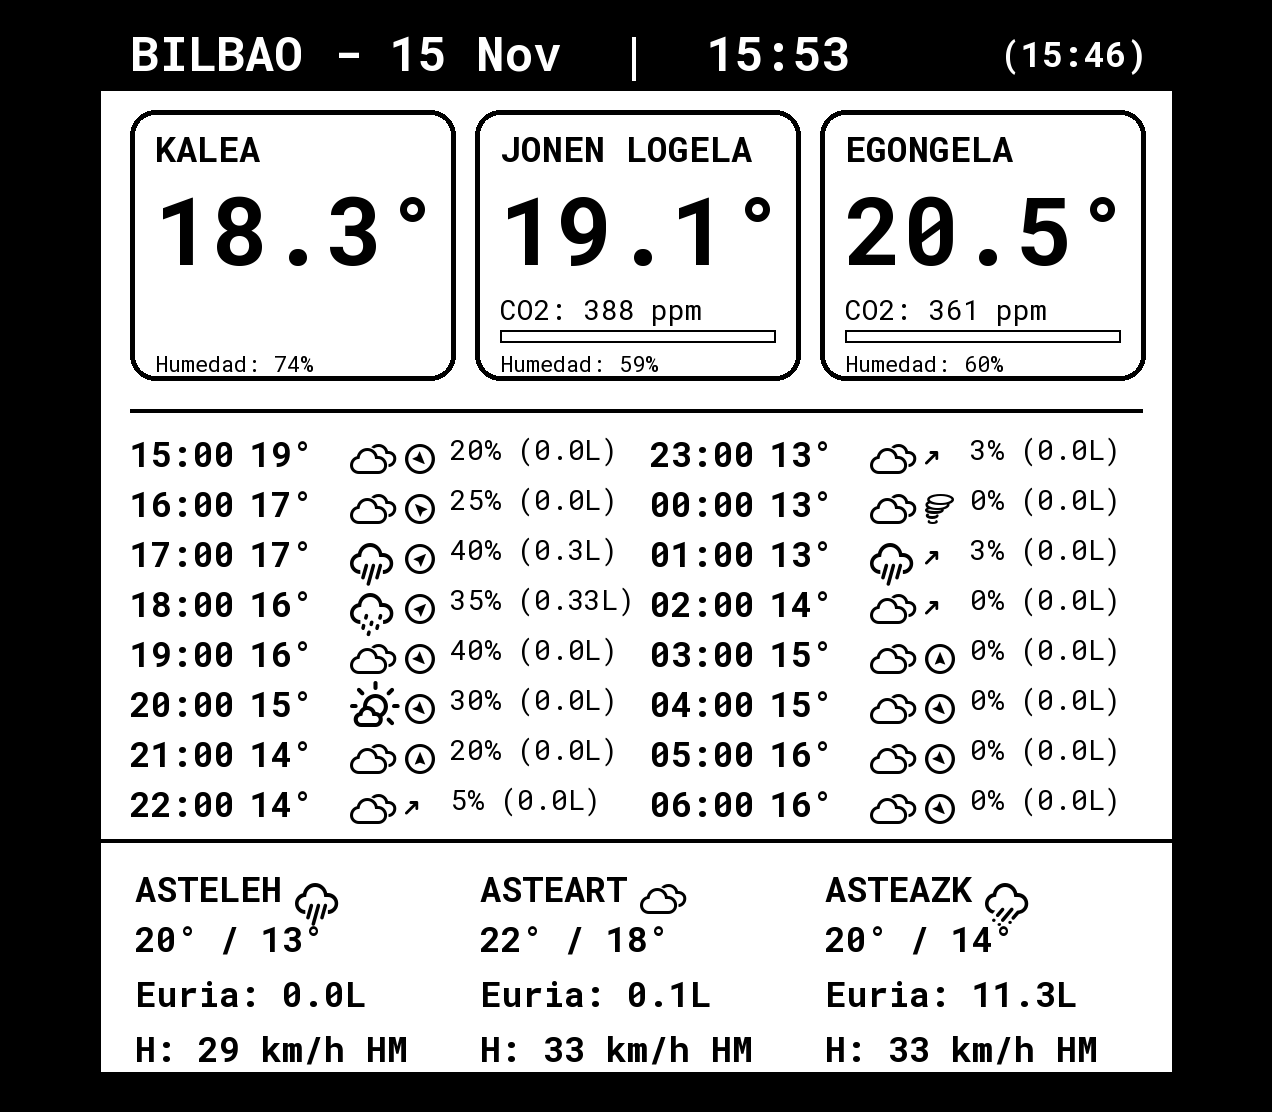 BILBAO - 15 Nov | 15:53 (15:46)
KALEA
18.3°
Humedad: 74%
JONEN LOGELA
19.1°
CO2: 388 ppm
Humedad: 59%
EGONGELA
20.5°
CO2: 361 ppm
Humedad: 60%
15:00 19° 20% (0.0L)
16:00 17° 25% (0.0L)
17:00 17° 40% (0.3L)
18:00 16° 35% (0.33L)
19:00 16° 40% (0.0L)
20:00 15° 30% (0.0L)
21:00 14° 20% (0.0L)
22:00 14° 5% (0.0L)
23:00 13° 3% (0.0L)
00:00 13° 0% (0.0L)
01:00 13° 3% (0.0L)
02:00 14° 0% (0.0L)
03:00 15° 0% (0.0L)
04:00 15° 0% (0.0L)
05:00 16° 0% (0.0L)
06:00 16° 0% (0.0L)
ASTELEH
20° / 13°
Euria: 0.0L
H: 29 km/h HM
ASTEART
22° / 18°
Euria: 0.1L
H: 33 km/h HM
ASTEAZK
20° / 14°
Euria: 11.3L
H: 33 km/h HM